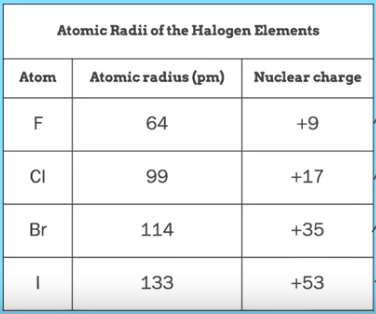 Atomic Radii of the Halogen Elements
Atom Atomic radius (pm) Nuclear charge
F 64 +9
Cl 99 +17
Br 114 +35
I 133 +53